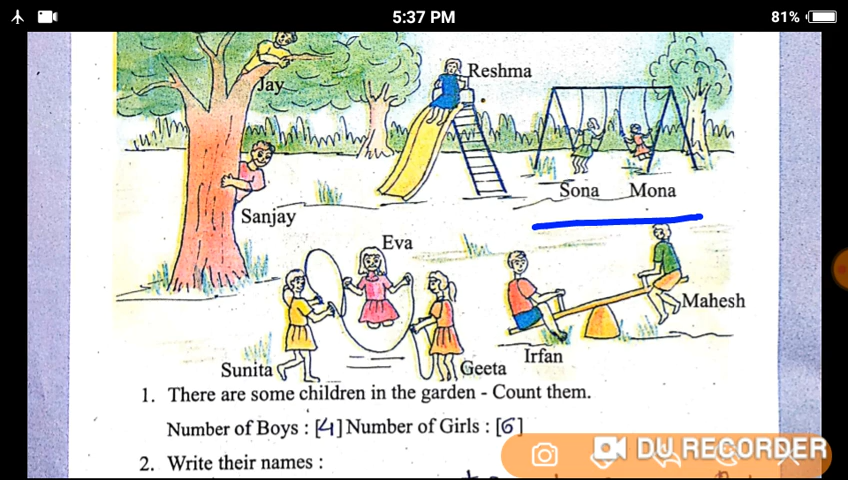 5:37 PM
81%
Jay
Reshma
Sona Mona
Sanjay
Eva
Mahesh
Irfan
Sunita Geeta
1. There are some children in the garden - Count them.
Number of Boys : [4] Number of Girls : [6]
DU RECORDER
2. Write their names :